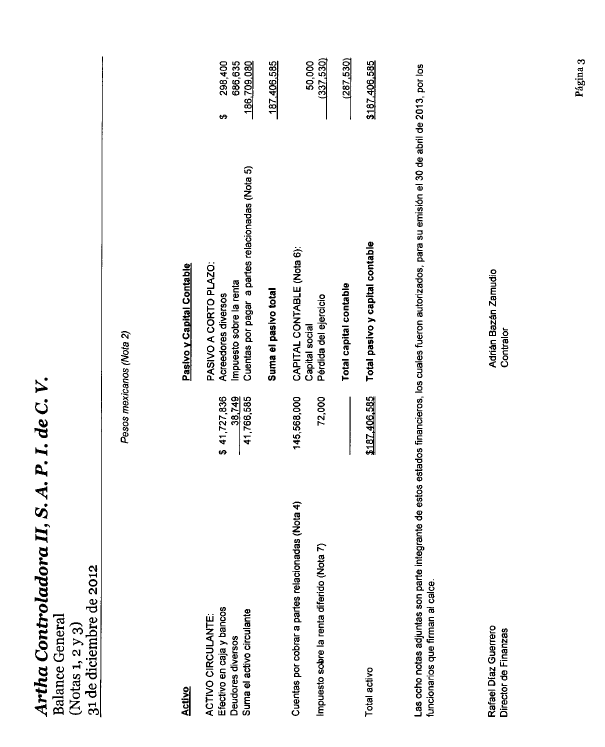 Artha Controladora II, S. A. P. I. de C. V.
Balance General
(Notas 1, 2 y 3)
31 de diciembre de 2012
Pesos mexicanos (Nota 2)
Activo Pasivo y Capital Contable
ACTIVO CIRCULANTE: PASIVO A CORTO PLAZO:
Efectivo en caja y bancos $ 41,727,836 Acreedores diversos $ 298,400
Deudores diversos 38,749 Impuesto sobre la renta 686,635
Suma el activo circulante 41,766,585 Cuentas por pagar a partes relacionadas (Nota 5) 186,709,080
Suma el pasivo total 187,406,585
Cuentas por cobrar a partes relacionadas (Nota 4) 145,568,000 CAPITAL CONTABLE (Nota 6):
Capital social 50,000
Impuesto sobre la renta diferido (Nota 7) 72,000 Pérdida del ejercicio (337,530)
Total capital contable (287,530)
Total activo $187,406,585 Total pasivo y capital contable $187,406,585
Las ocho notas adjuntas son parte integrante de estos estados financieros, los cuales fueron autorizados, para su emisión el 30 de abril de 2013, por los
funcionarios que firman al calce.
Rafael Díaz Guerrero Adrián Bazán Zamudio
Director de Finanzas Contralor
Página 3